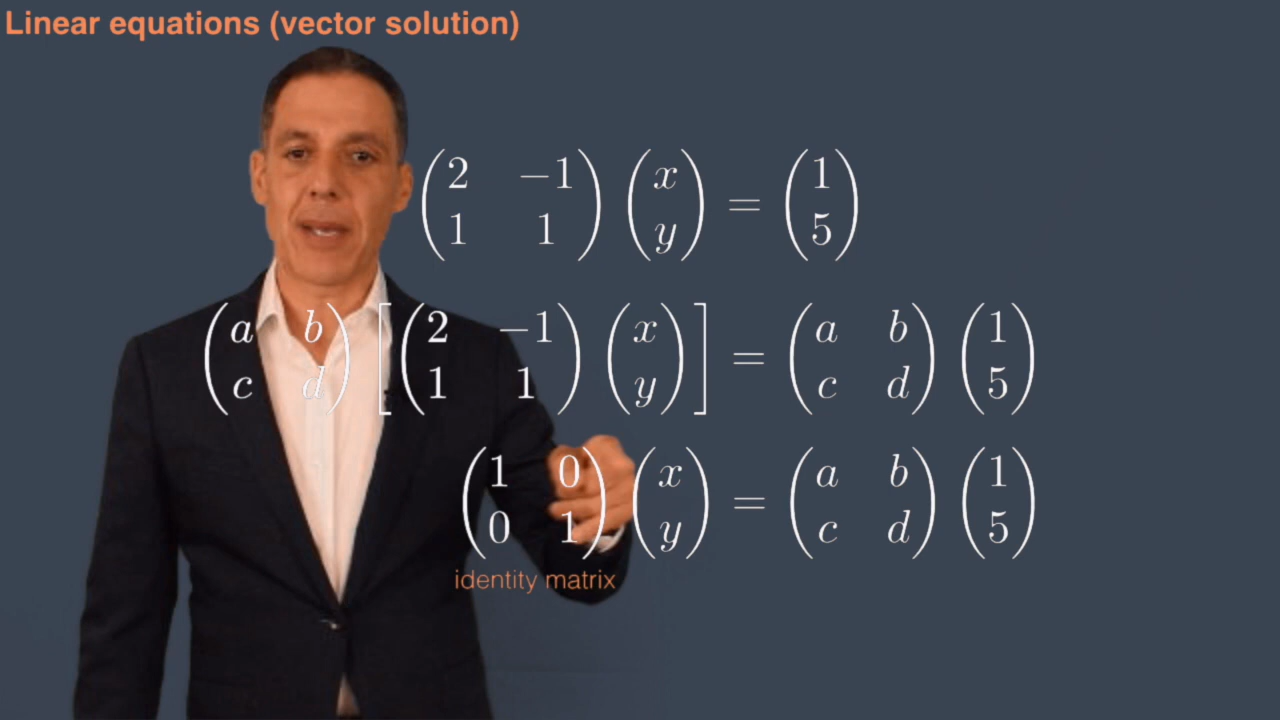 Linear equations (vector solution)
(2 −1
1 1) (x
y) = (1
5)
(a b
c d) [(2 −1
1 1) (x
y)] = (a b
c d) (1
5)
(1 0
0 1) (x
y) = (a b
c d) (1
5)
identity matrix